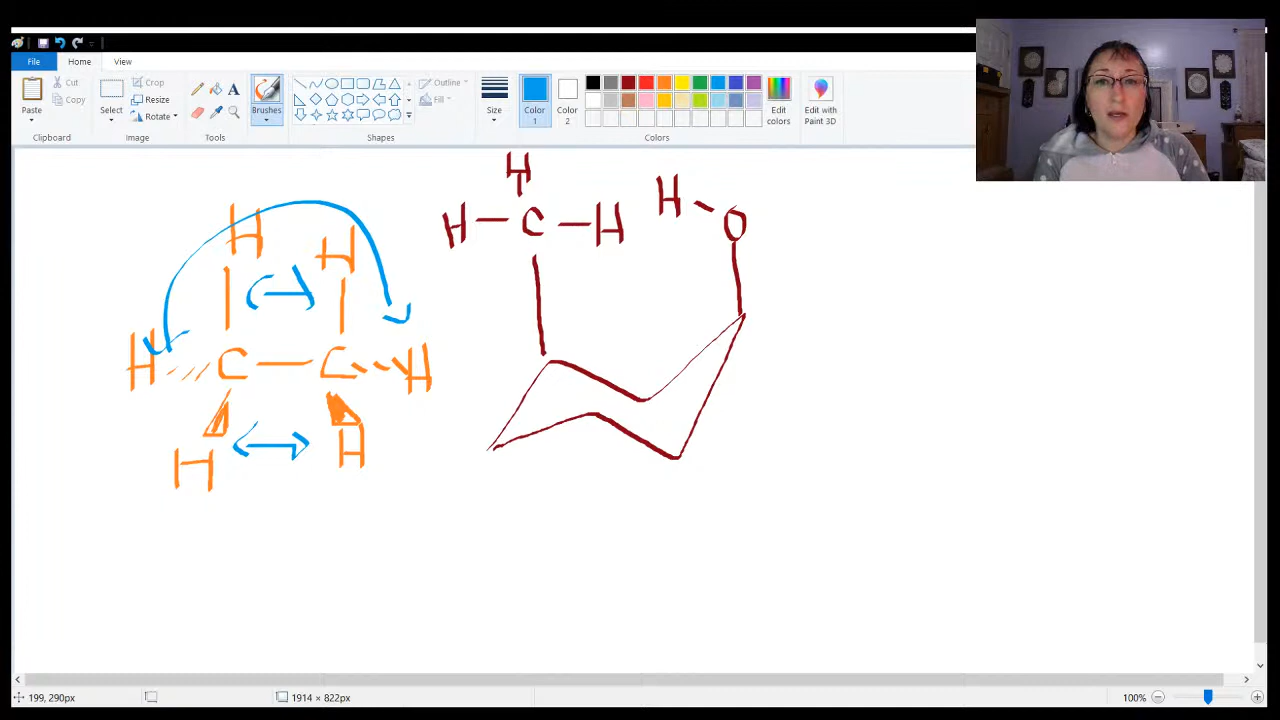 File Home View
Cut
Copy
Paste
Clipboard
Select
Crop
Resize
Rotate
Image
A
Tools
Brushes
Outline
Fill
Shapes
Size
Color 1
Color 2
Edit colors
Colors
Edit with Paint 3D
H
H C H
H O
H H
H C C H
H H
199, 290px
1914 × 822px
100%